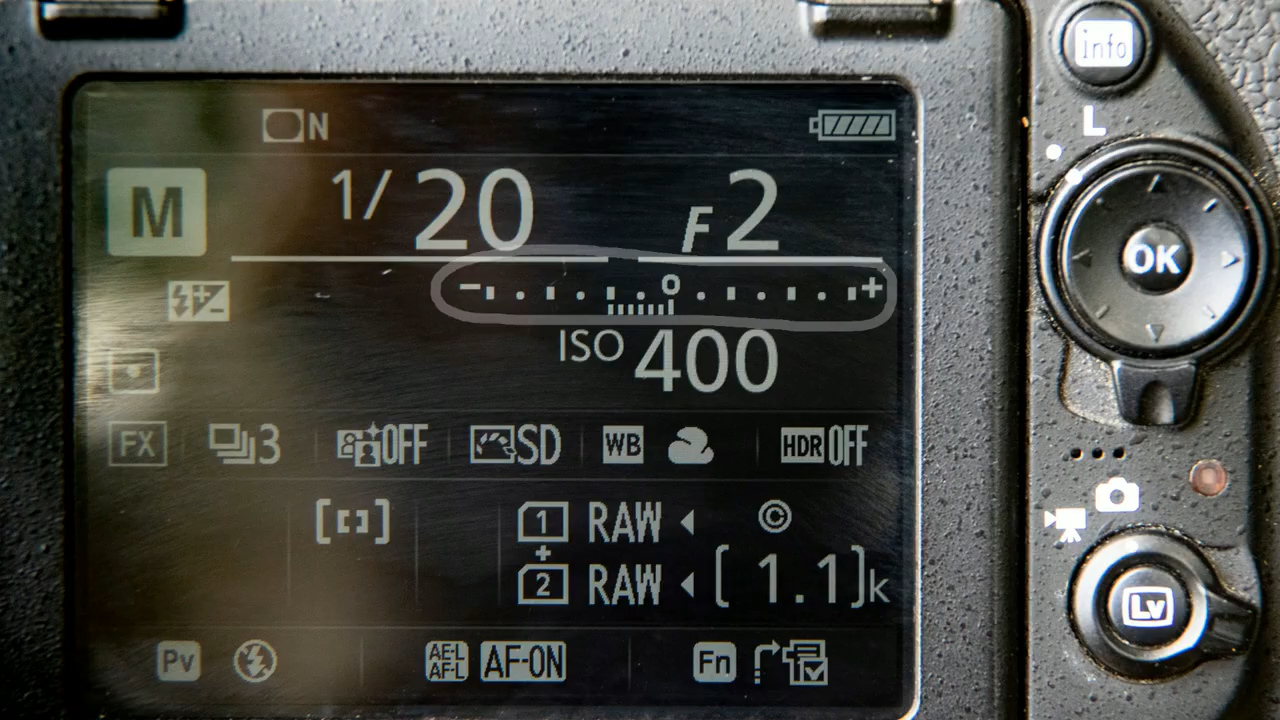 info
N
L
M 1/20 F2
- 0 +
OK
ISO 400
FX 3 OFF SD WB HDR OFF
[ ] 1 RAW ©
+
2 RAW [1.1]k
Lv
Pv AE-L AF-L AF-ON Fn